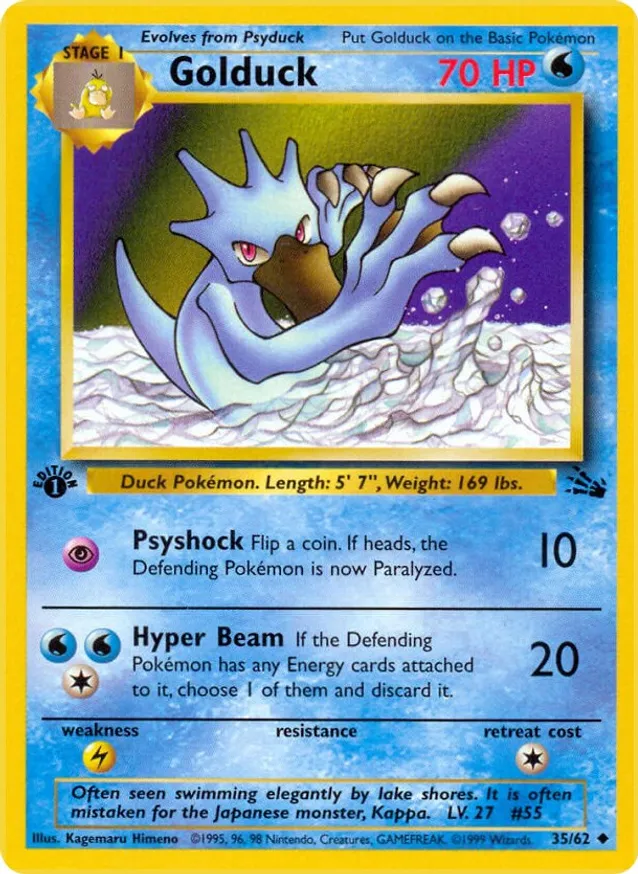 Evolves from Psyduck Put Golduck on the Basic Pokémon
STAGE 1
Golduck 70 HP
EDITION
1
Duck Pokémon. Length: 5' 7", Weight: 169 lbs.
Psyshock Flip a coin. If heads, the 10
Defending Pokémon is now Paralyzed.
Hyper Beam If the Defending
Pokémon has any Energy cards attached 20
to it, choose 1 of them and discard it.
weakness resistance retreat cost
Often seen swimming elegantly by lake shores. It is often
mistaken for the Japanese monster, Kappa. LV. 27 #55
Illus. Kagemaru Himeno ©1995, 96, 98 Nintendo, Creatures, GAMEFREAK. ©1999 Wizards. 35/62